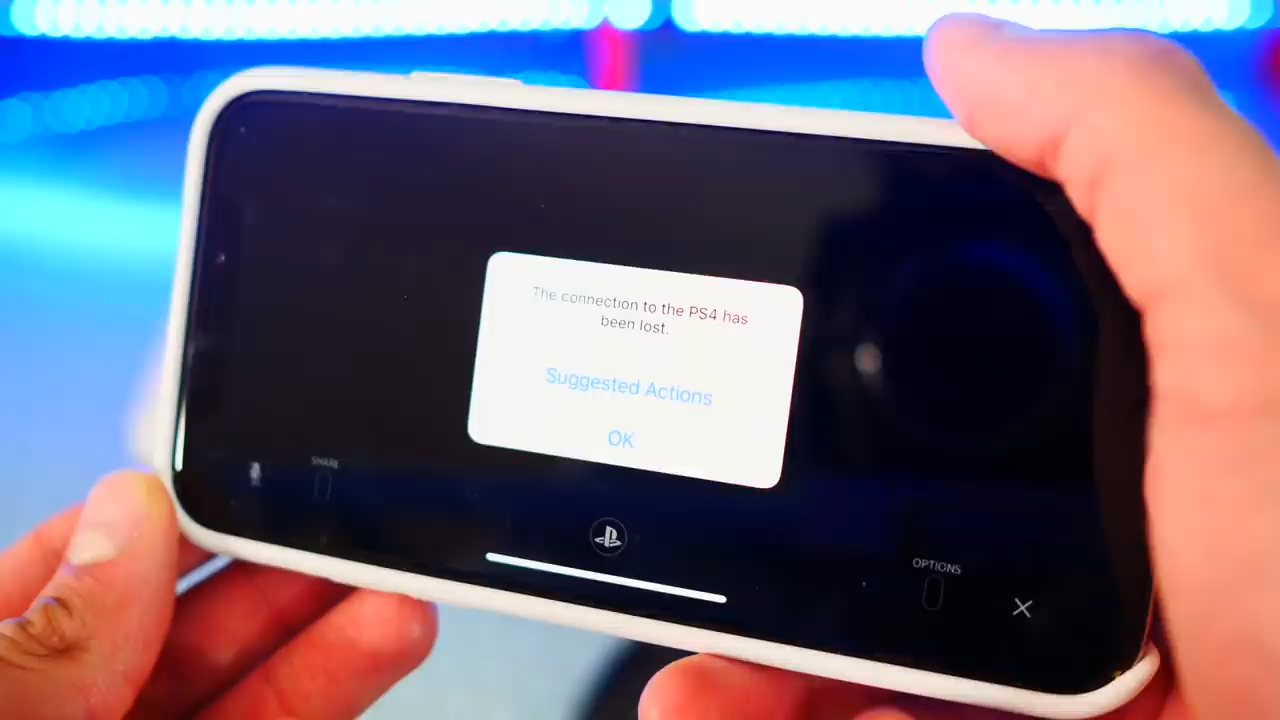 The connection to the PS4 has
been lost.
Suggested Actions
OK
SHARE
OPTIONS